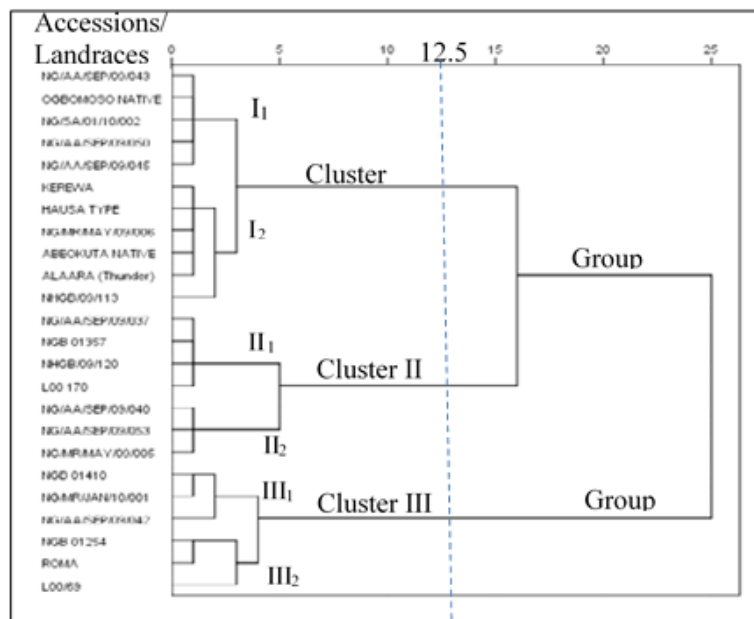 Accessions/
Landraces
0 5 10 12.5 15 20 25
NG/AA/SEP/09/043
OGBOMOSO NATIVE
I1
NG/SA/01/10/002
NG/AA/SEP/09/050
NG/AA/SEP/09/045
KEREWA
Cluster
HAUSA TYPE
NG/MR/MAY/09/006
I2
ABEOKUTA NATIVE
ALAARA (Thunder)
Group
NHGB/09/113
NG/AA/SEP/09/037
NGB 01357
II1
NHGB/09/120
L00 170
Cluster II
NG/AA/SEP/09/040
NG/AA/SEP/09/053
NG/MR/MAY/09/005
II2
NGB 01410
NG/MR/JAN/10/001
III1
Cluster III
Group
NG/AA/SEP/09/042
NGB 01254
ROMA
III2
L00/69